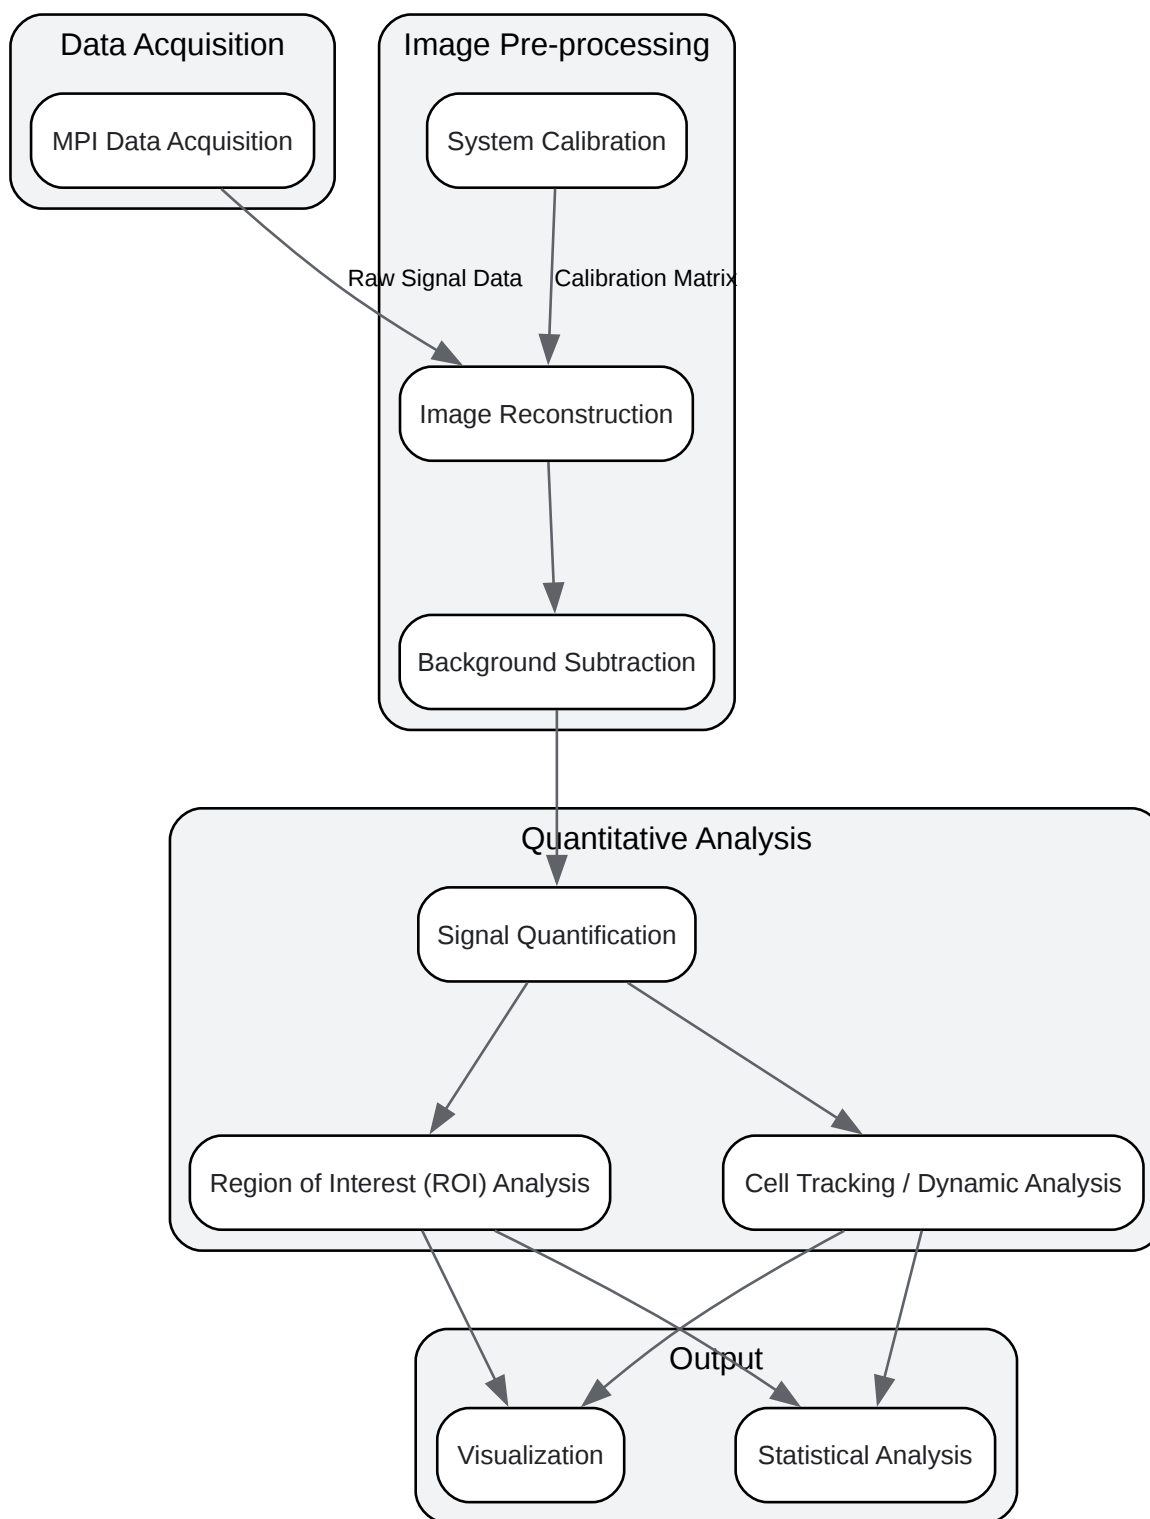 Data Acquisition
MPI Data Acquisition
Image Pre-processing
System Calibration
Raw Signal Data
Calibration Matrix
Image Reconstruction
Background Subtraction
Quantitative Analysis
Signal Quantification
Region of Interest (ROI) Analysis
Cell Tracking / Dynamic Analysis
Output
Visualization
Statistical Analysis